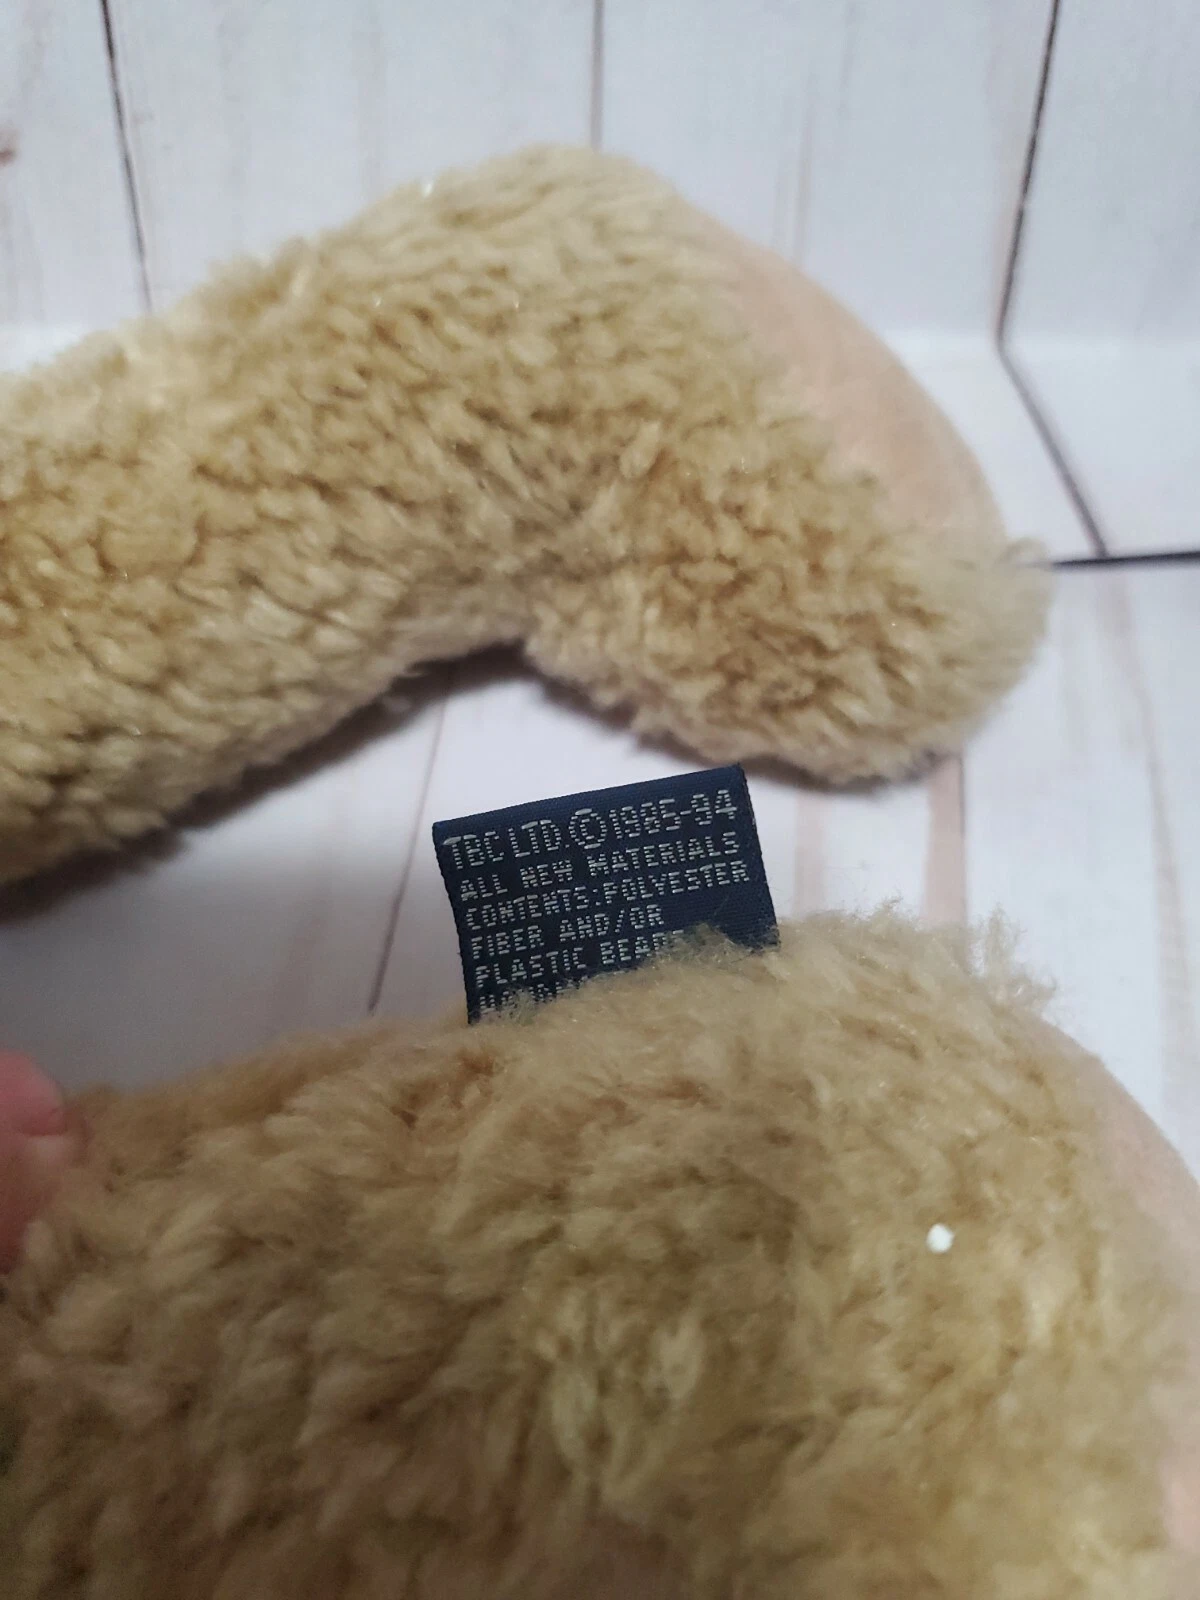 TBC LTD. ©1985-94
ALL NEW MATERIALS
CONTENTS:POLYESTER
FIBER AND/OR
PLASTIC BEADS